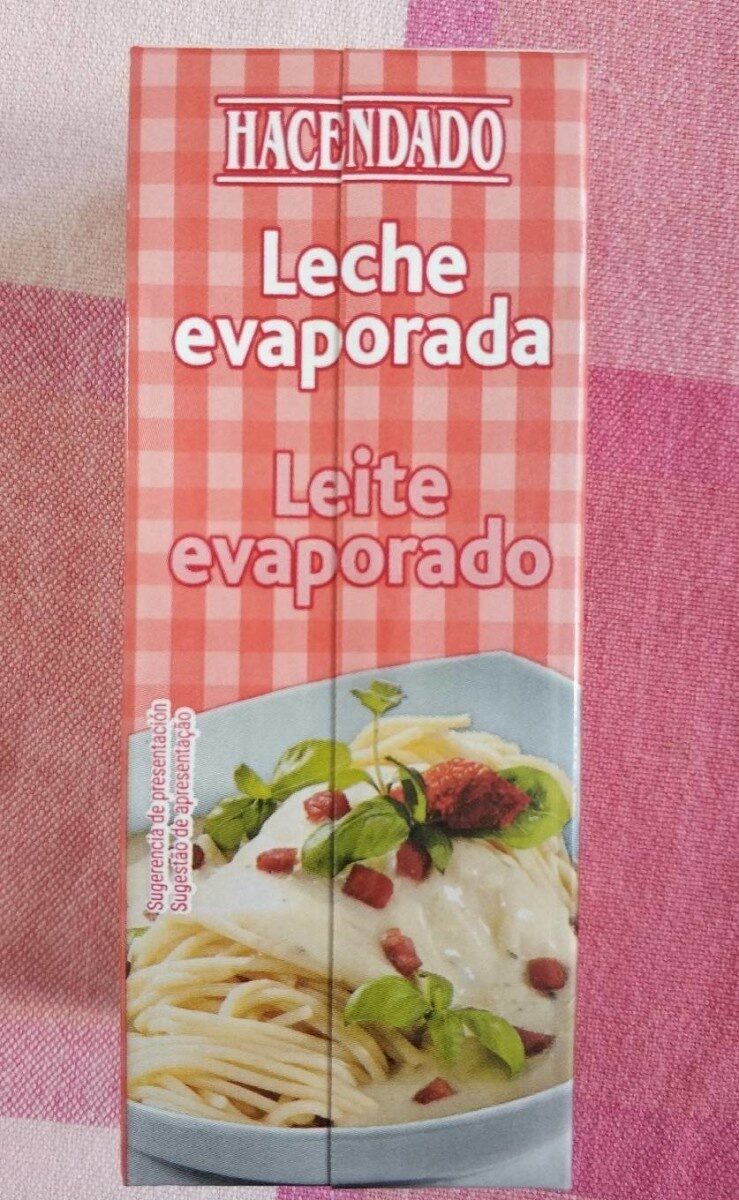 HACENDADO
Leche
evaporada
Leite
evaporado
Sugerencia de presentación
Sugestão de apresentação